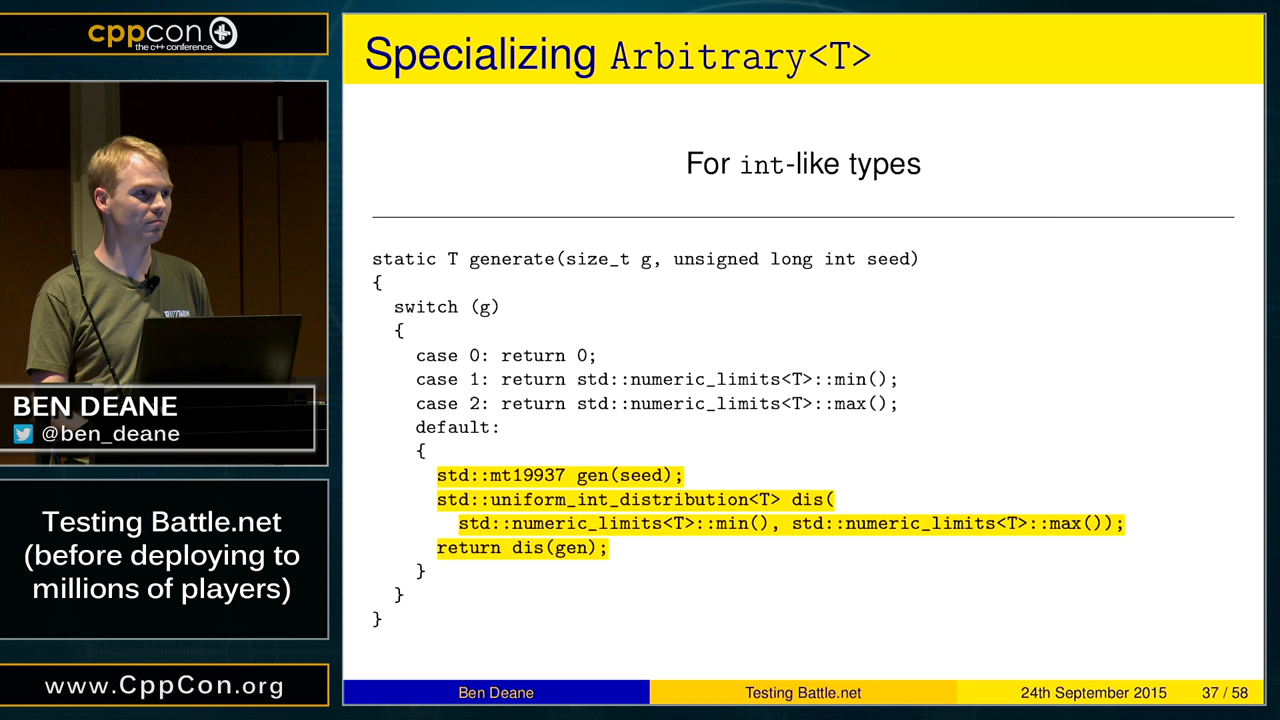 cppcon
the c++ conference
BEN DEANE
@ben_deane
Testing Battle.net
(before deploying to
millions of players)
www.CppCon.org
Specializing Arbitrary<T>
For int-like types
static T generate(size_t g, unsigned long int seed)
{
switch (g)
{
case 0: return 0;
case 1: return std::numeric_limits<T>::min();
case 2: return std::numeric_limits<T>::max();
default:
{
std::mt19937 gen(seed);
std::uniform_int_distribution<T> dis(
std::numeric_limits<T>::min(), std::numeric_limits<T>::max());
return dis(gen);
}
}
}
Ben Deane
Testing Battle.net
24th September 2015
37 / 58